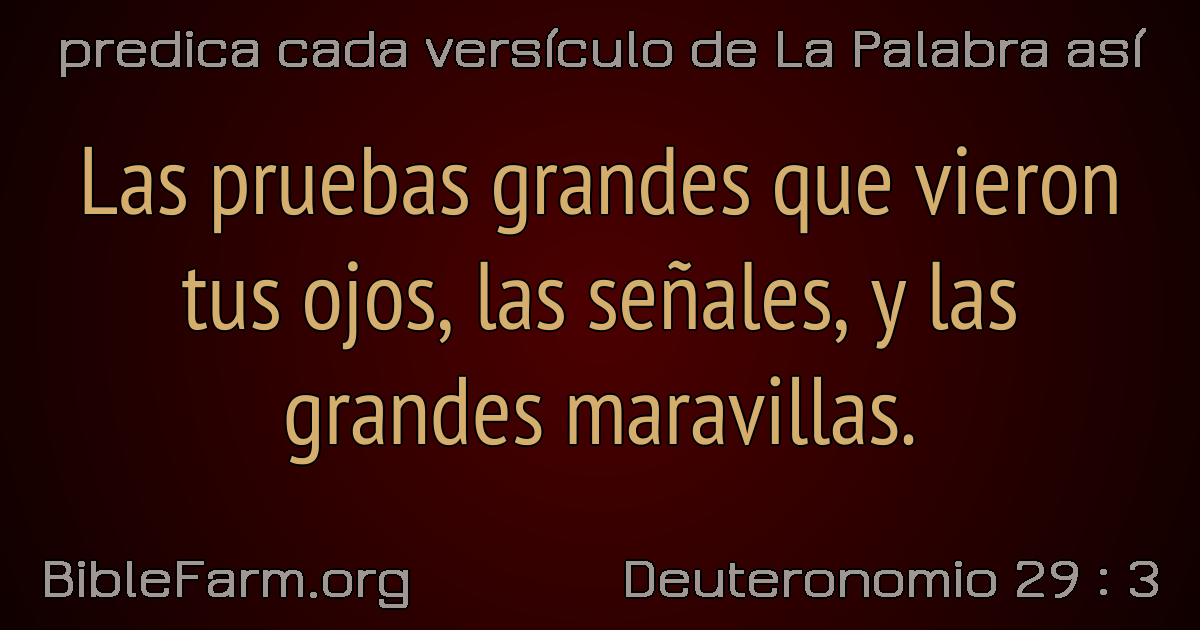 predica cada versículo de La Palabra así
Las pruebas grandes que vieron
tus ojos, las señales, y las
grandes maravillas.
BibleFarm.org
Deuteronomio 29 : 3